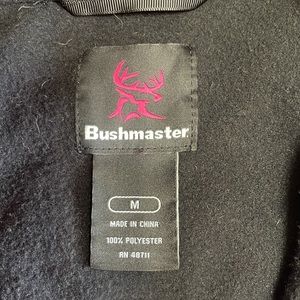 Bushmaster
M
MADE IN CHINA
100% POLYESTER
RN 48711